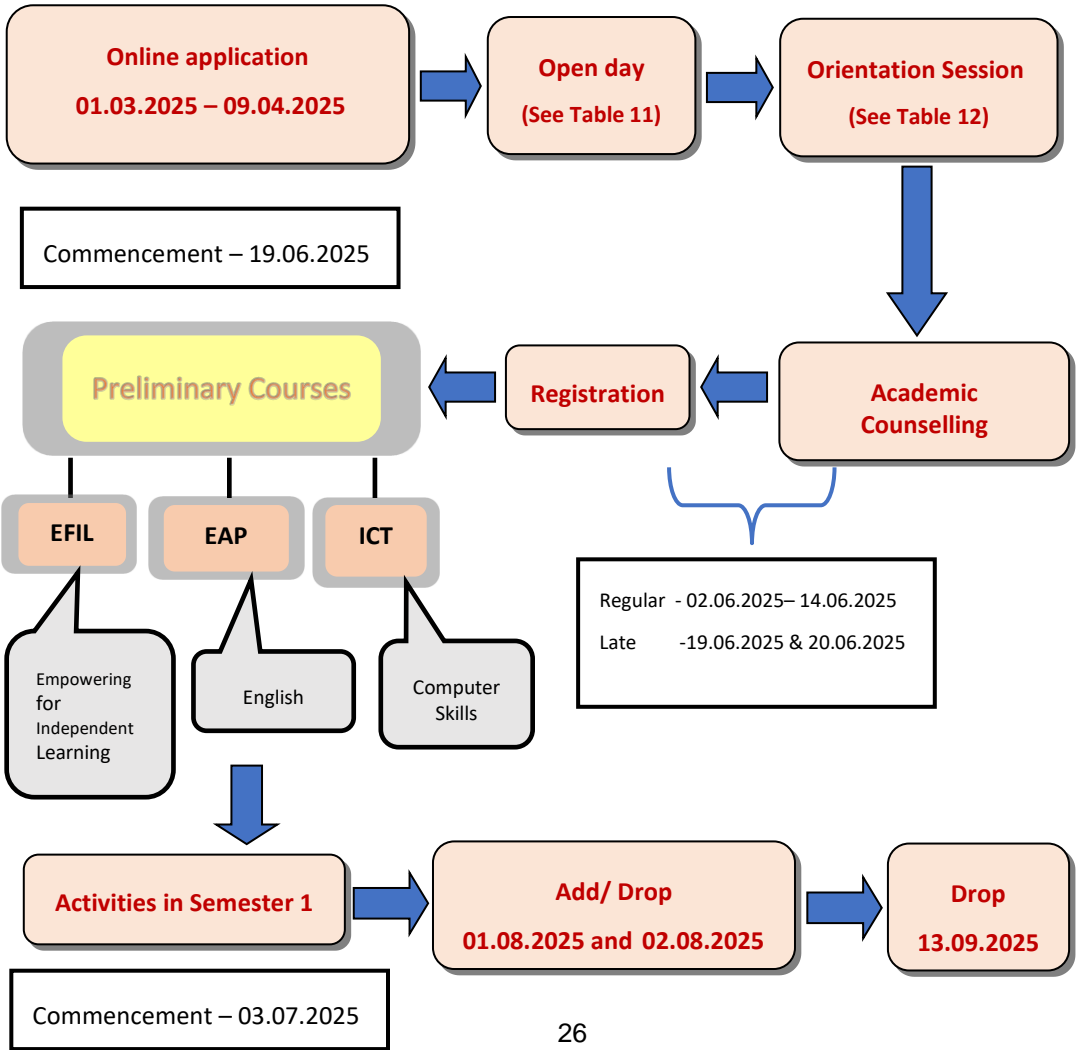 Online application
01.03.2025 – 09.04.2025
Open day
(See Table 11)
Orientation Session
(See Table 12)
Commencement – 19.06.2025
Preliminary Courses
Registration
Academic
Counselling
EFIL
EAP
ICT
Regular - 02.06.2025– 14.06.2025
Late -19.06.2025 & 20.06.2025
Empowering
for
Independent
Learning
English
Computer
Skills
Activities in Semester 1
Add/ Drop
01.08.2025 and 02.08.2025
Drop
13.09.2025
Commencement – 03.07.2025
26